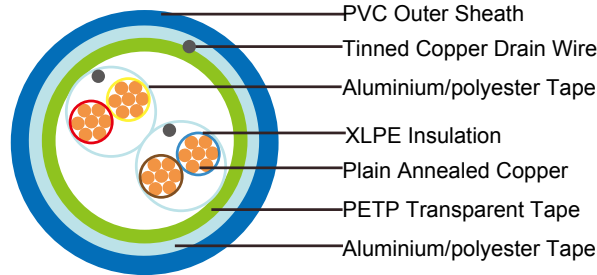 PVC Outer Sheath
Tinned Copper Drain Wire
Aluminium/polyester Tape
XLPE Insulation
Plain Annealed Copper
PETP Transparent Tape
Aluminium/polyester Tape